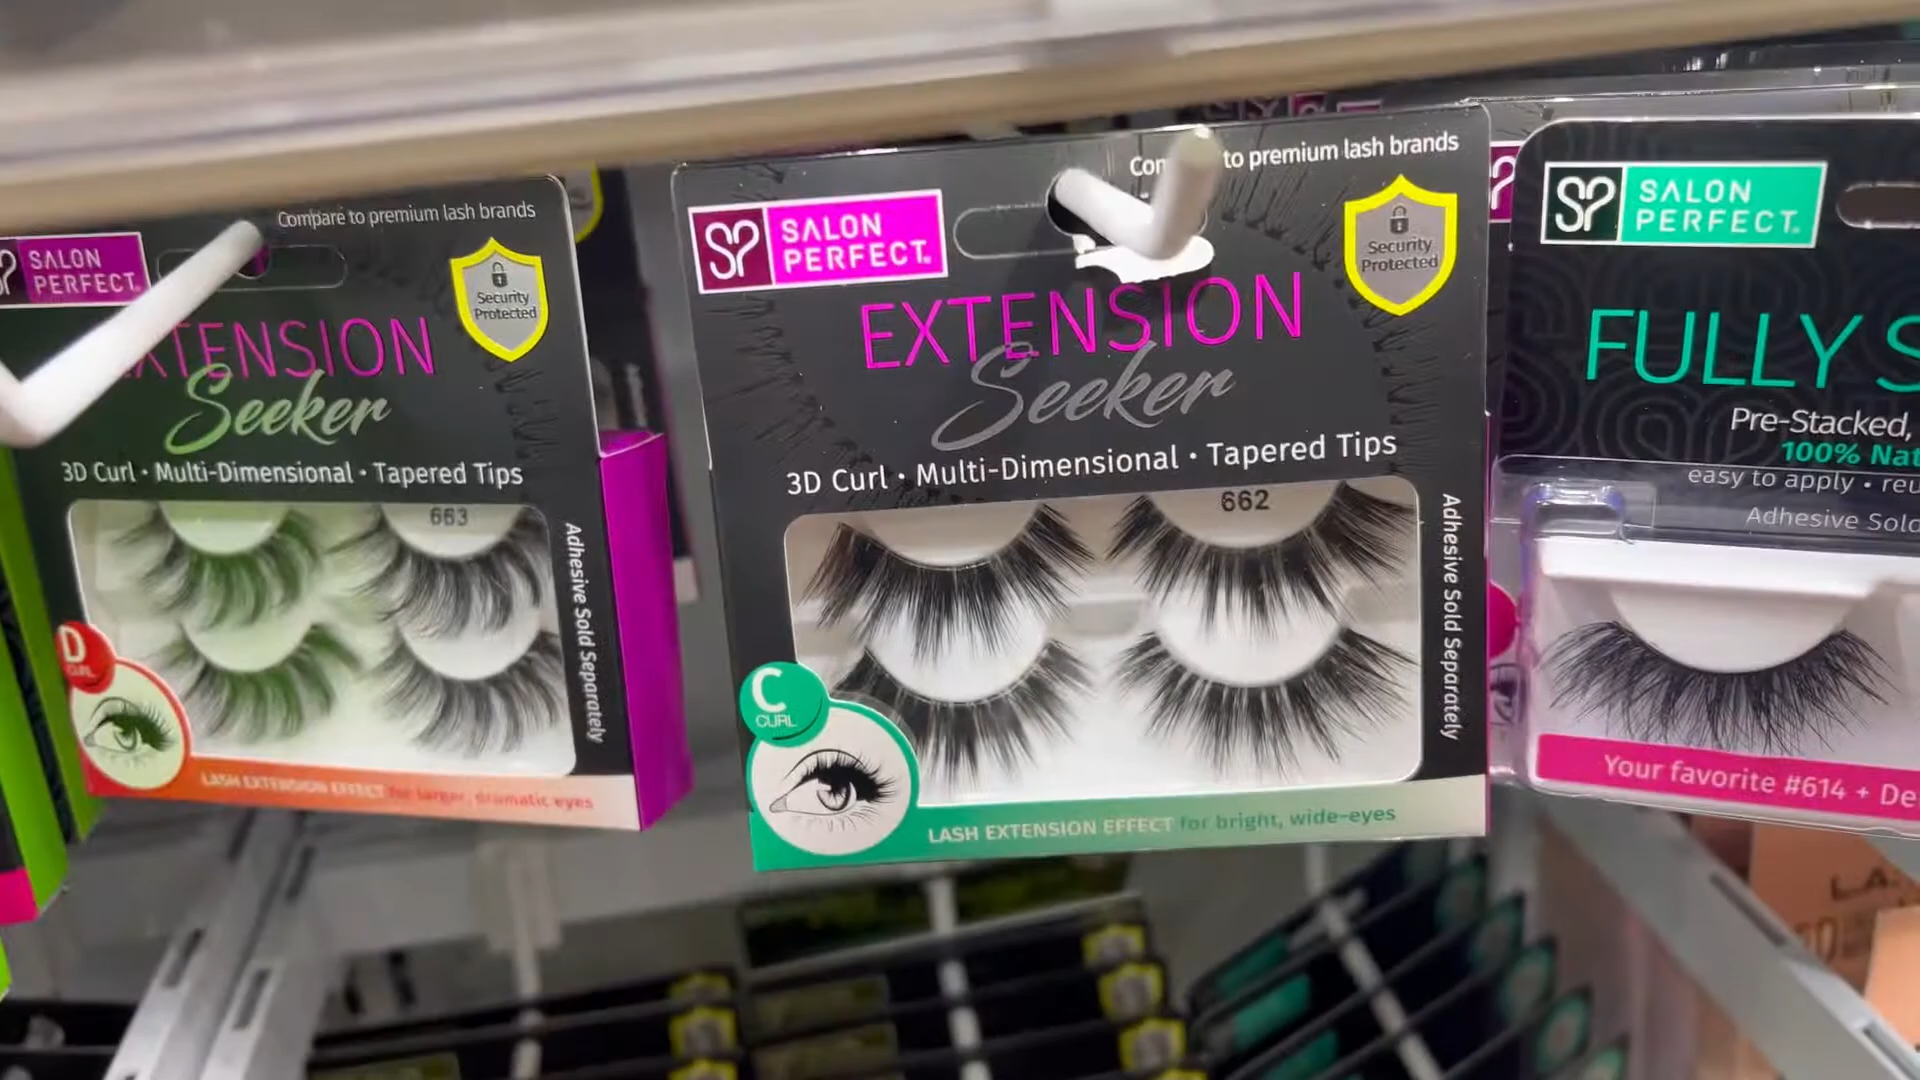 Compare to premium lash brands
SALON
PERFECT.
Security
Protected
EXTENSION
Seeker
3D Curl • Multi-Dimensional • Tapered Tips
663
Adhesive Sold Separately
D
CURL
LASH EXTENSION EFFECT for larger, dramatic eyes
to premium lash brands
SP
SALON
PERFECT.
Security
Protected
EXTENSION
Seeker
3D Curl • Multi-Dimensional • Tapered Tips
662
Adhesive Sold Separately
C
CURL
LASH EXTENSION EFFECT for bright, wide-eyes
SP
SALON
PERFECT.
FULLY
Pre-Stacked,
100%
easy to apply •
Adhesive
Your favorite #614 +
L.A.